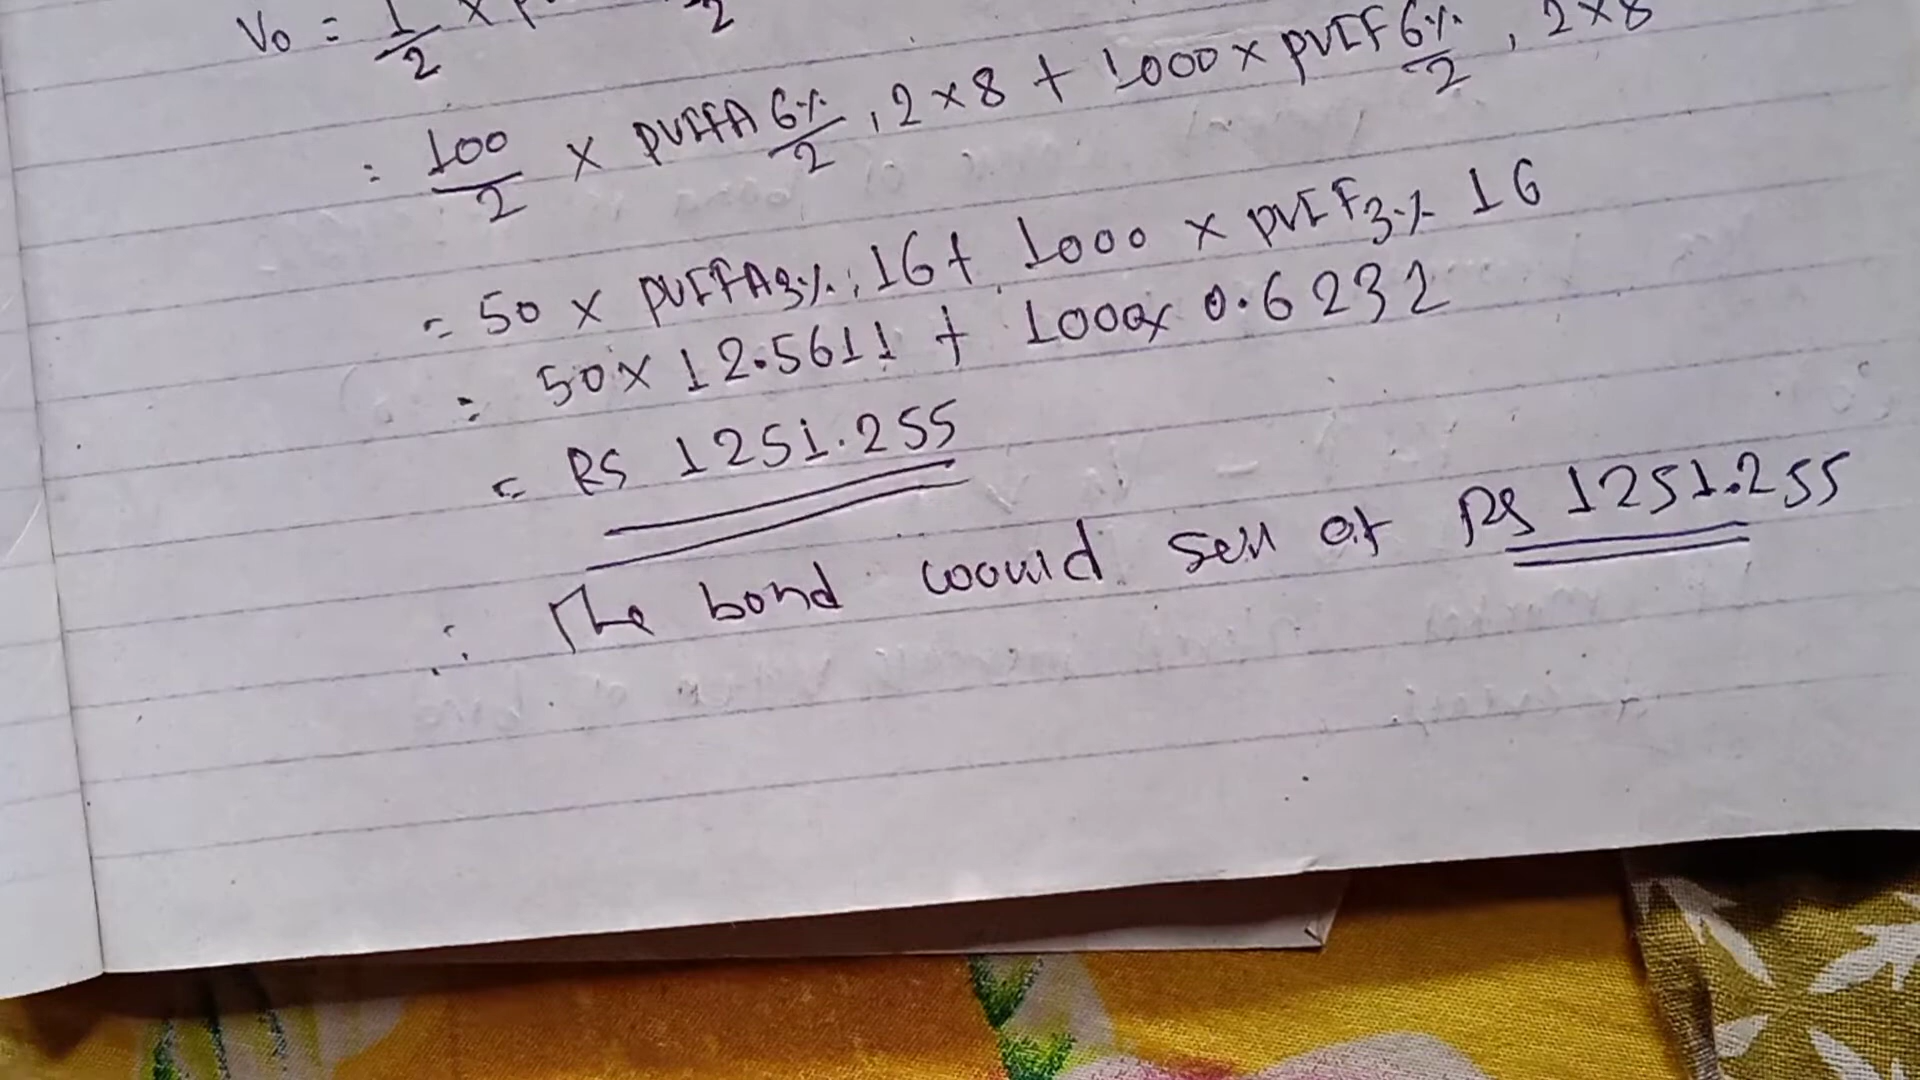 V₀ = 1/2 ×
= 100/2 × PVIFA 6%/2, 2×8 + 1000 × PVIF 6%/2, 2×8
= 50 × PVIFA3%, 16 + 1000 × PVIF3% 16
= 50 × 12.5611 + 1000× 0.6232
= RS 1251.255
∴ The bond would sell at Rs 1251.255